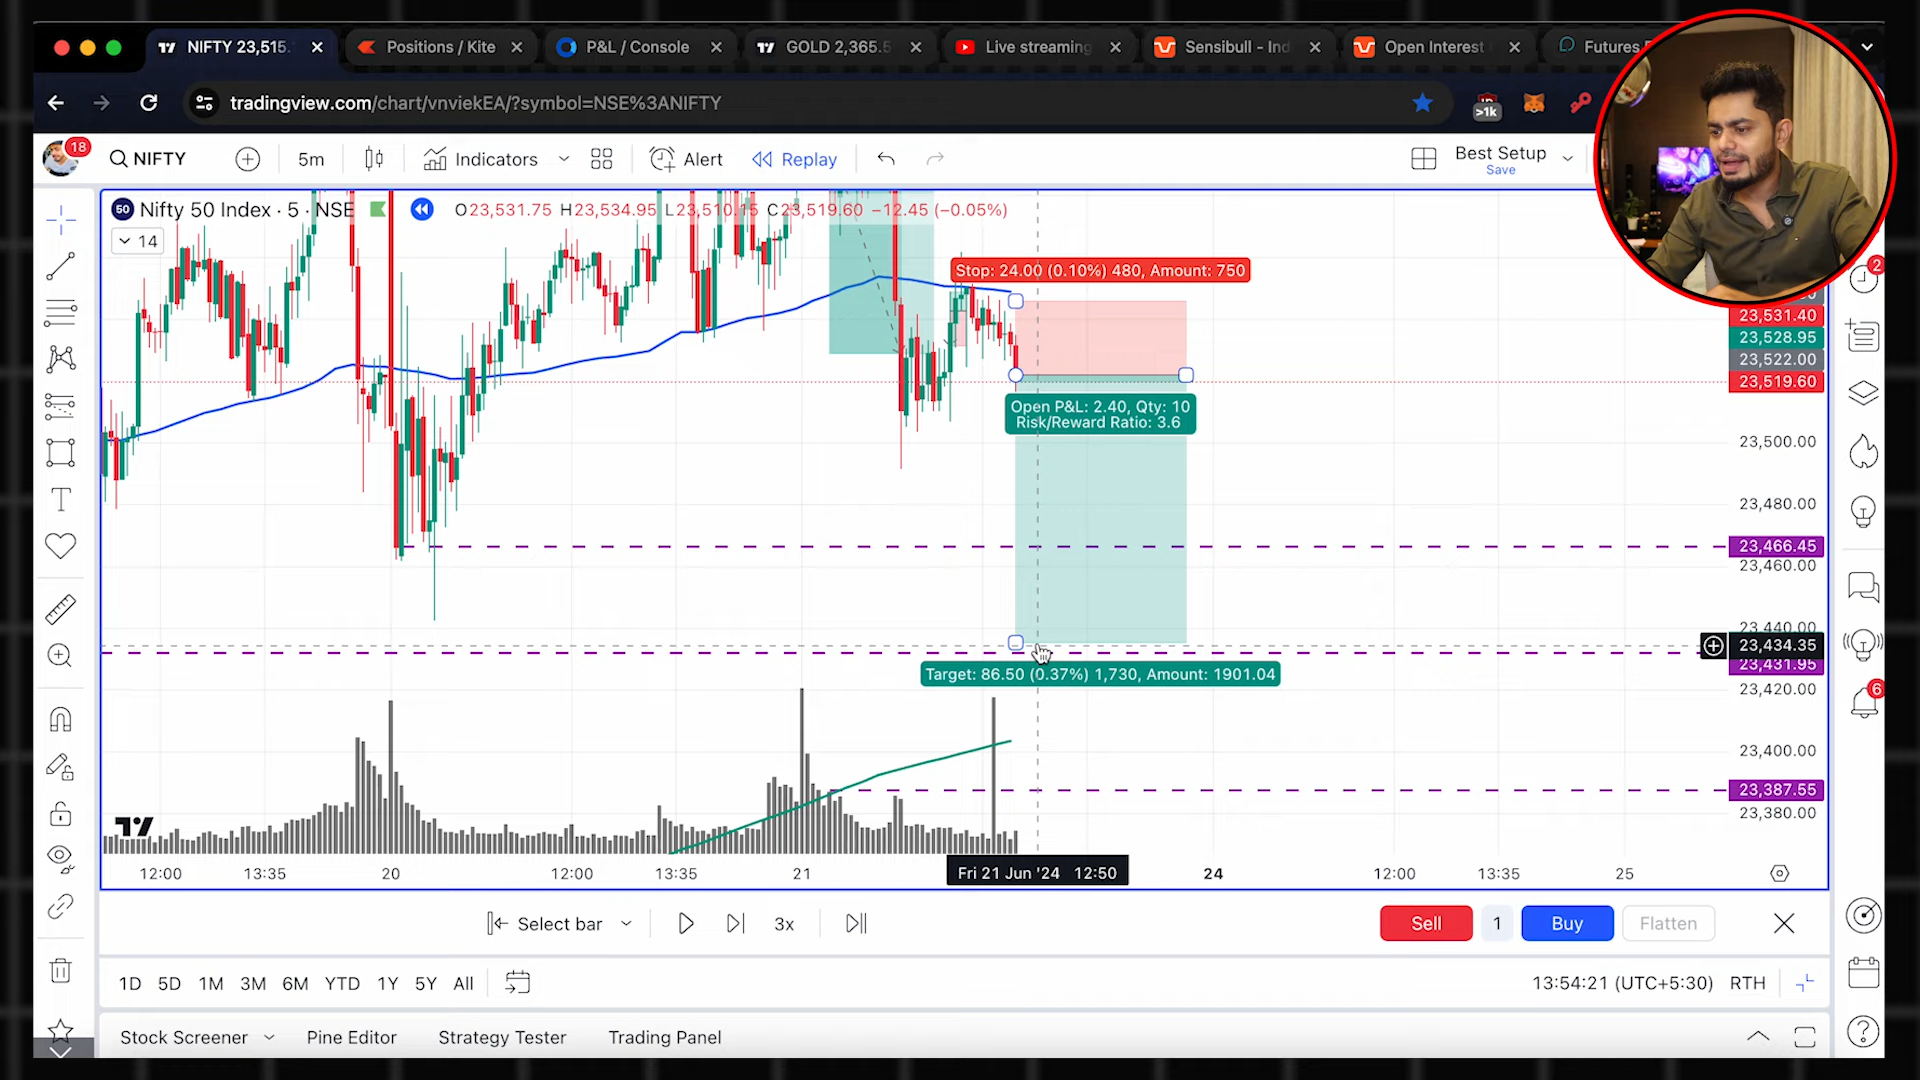 NIFTY 23,515.
Positions / Kite
P&L / Console
GOLD 2,365.5
Live streaming
Sensibull - Ind
Open Interest
Futures
tradingview.com/chart/vnviekEA/?symbol=NSE%3ANIFTY
>1k
18
NIFTY
5m
Indicators
Alert
Replay
Best Setup
Save
50
Nifty 50 Index · 5 · NSE
O23,531.75 H23,534.95 L23,510.15 C23,519.60 −12.45 (−0.05%)
14
Stop: 24.00 (0.10%) 480, Amount: 750
Open P&L: 2.40, Qty: 10
Risk/Reward Ratio: 3.6
Target: 86.50 (0.37%) 1,730, Amount: 1901.04
23,531.40
23,528.95
23,522.00
23,519.60
23,500.00
23,480.00
23,466.45
23,460.00
23,440.00
23,434.35
23,431.95
23,420.00
23,400.00
23,387.55
23,380.00
2
6
12:00
13:35
20
12:00
13:35
21
Fri 21 Jun '24 12:50
24
12:00
13:35
25
Select bar
3x
Sell
1
Buy
Flatten
1D 5D 1M 3M 6M YTD 1Y 5Y All
13:54:21 (UTC+5:30)
RTH
Stock Screener
Pine Editor
Strategy Tester
Trading Panel